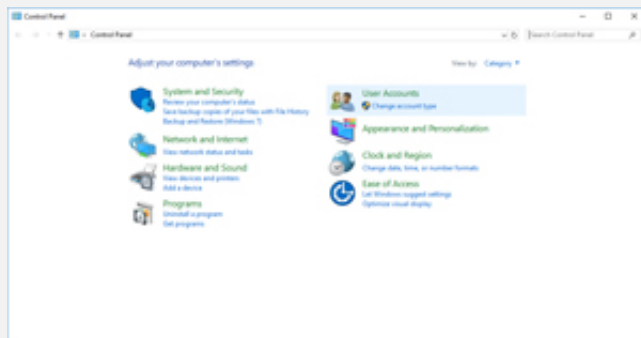 Control Panel
Control Panel
Search Control Panel
Adjust your computer's settings
View by: Category
System and Security
Review your computer's status
Save backup copies of your files with File History
Backup and Restore (Windows 7)
Network and Internet
View network status and tasks
Hardware and Sound
View devices and printers
Add a device
Programs
Uninstall a program
Get programs
User Accounts
Change account type
Appearance and Personalization
Clock and Region
Change date, time, or number formats
Ease of Access
Let Windows suggest settings
Optimize visual display